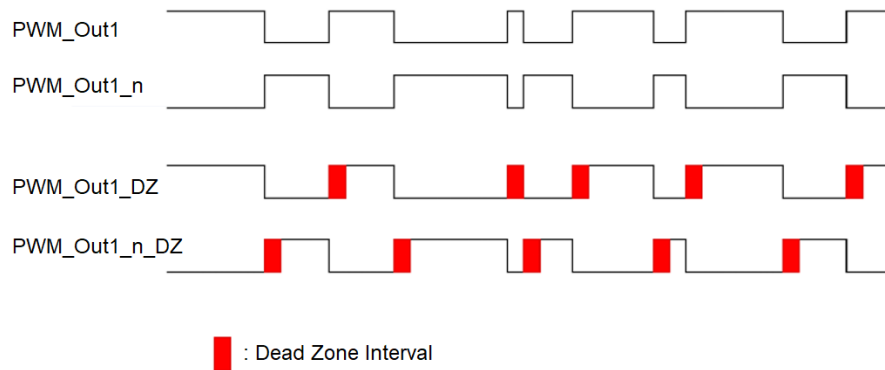 PWM_Out1
PWM_Out1_n
PWM_Out1_DZ
PWM_Out1_n_DZ
: Dead Zone Interval